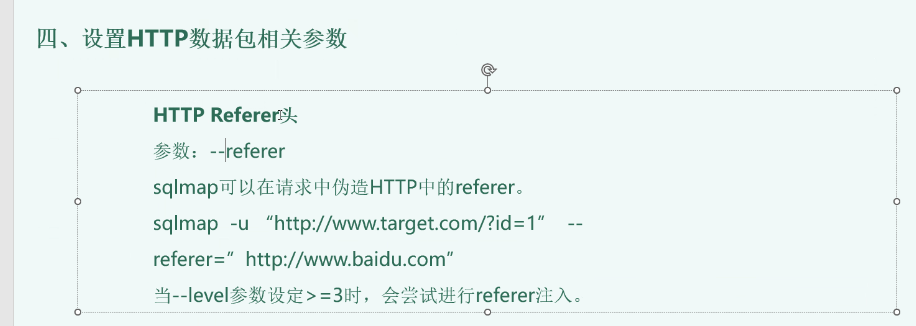 四、设置HTTP数据包相关参数
HTTP Referer头
参数：--referer
sqlmap可以在请求中伪造HTTP中的referer。
sqlmap -u “http://www.target.com/?id=1” --
referer=” http://www.baidu.com”
当--level参数设定>=3时，会尝试进行referer注入。